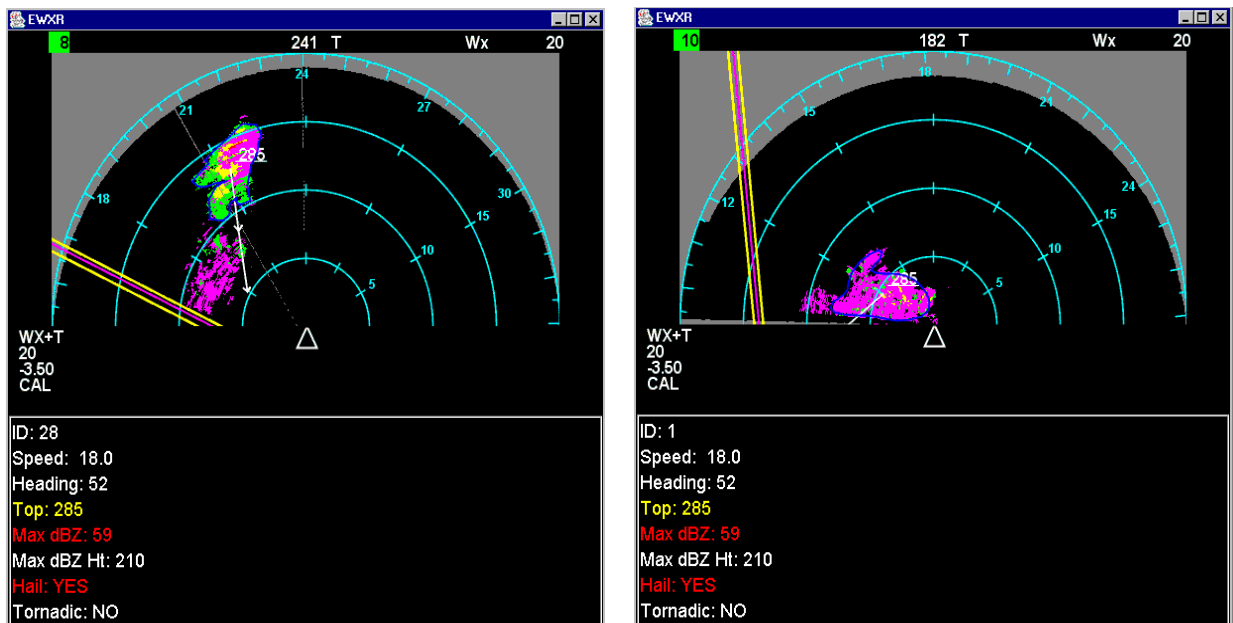 EWXR
8 241 T Wx 20
24
21 27
18 30
285
15
10
5
WX+T
20
-3.50
CAL
ID: 28
Speed: 18.0
Heading: 52
Top: 285
Max dBZ: 59
Max dBZ Ht: 210
Hail: YES
Tornadic: NO
EWXR
10 182 T Wx 20
18
15 21
12 24
15
10
285
5
WX+T
20
-3.50
CAL
ID: 1
Speed: 18.0
Heading: 52
Top: 285
Max dBZ: 59
Max dBZ Ht: 210
Hail: YES
Tornadic: NO